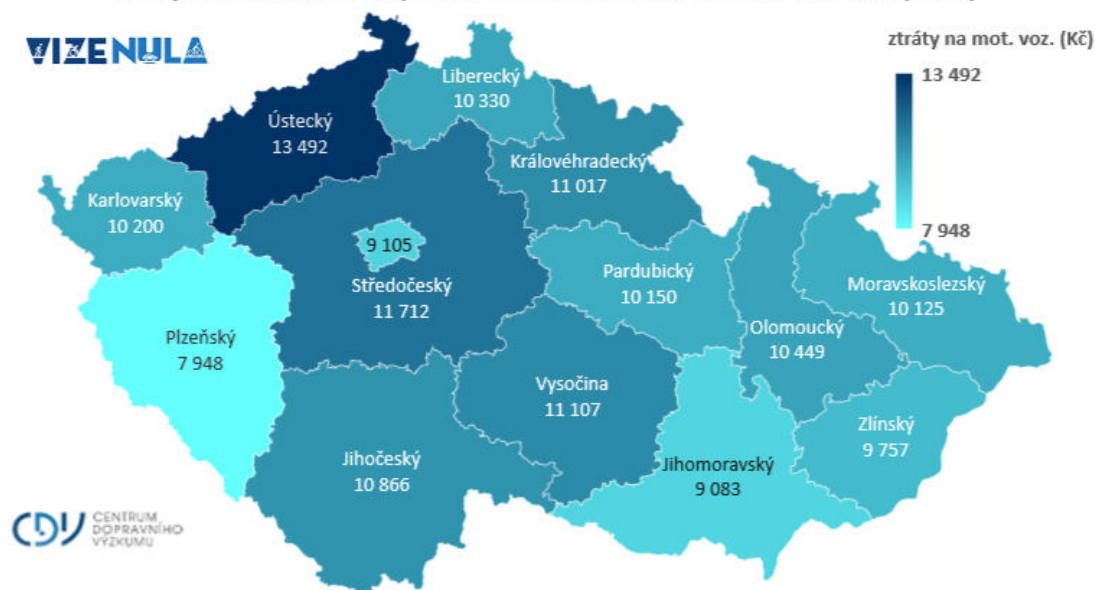 VIZE NULA
ztráty na mot. voz. (Kč)
13 492
7 948
Liberecký
10 330
Ústecký
13 492
Královéhradecký
11 017
Karlovarský
10 200
9 105
Středočeský
11 712
Pardubický
10 150
Moravskoslezský
10 125
Olomoucký
10 449
Plzeňský
7 948
Vysočina
11 107
Zlínský
9 757
Jihočeský
10 866
Jihomoravský
9 083
CDV CENTRUM
DOPRAVNÍHO
VÝZKUMU